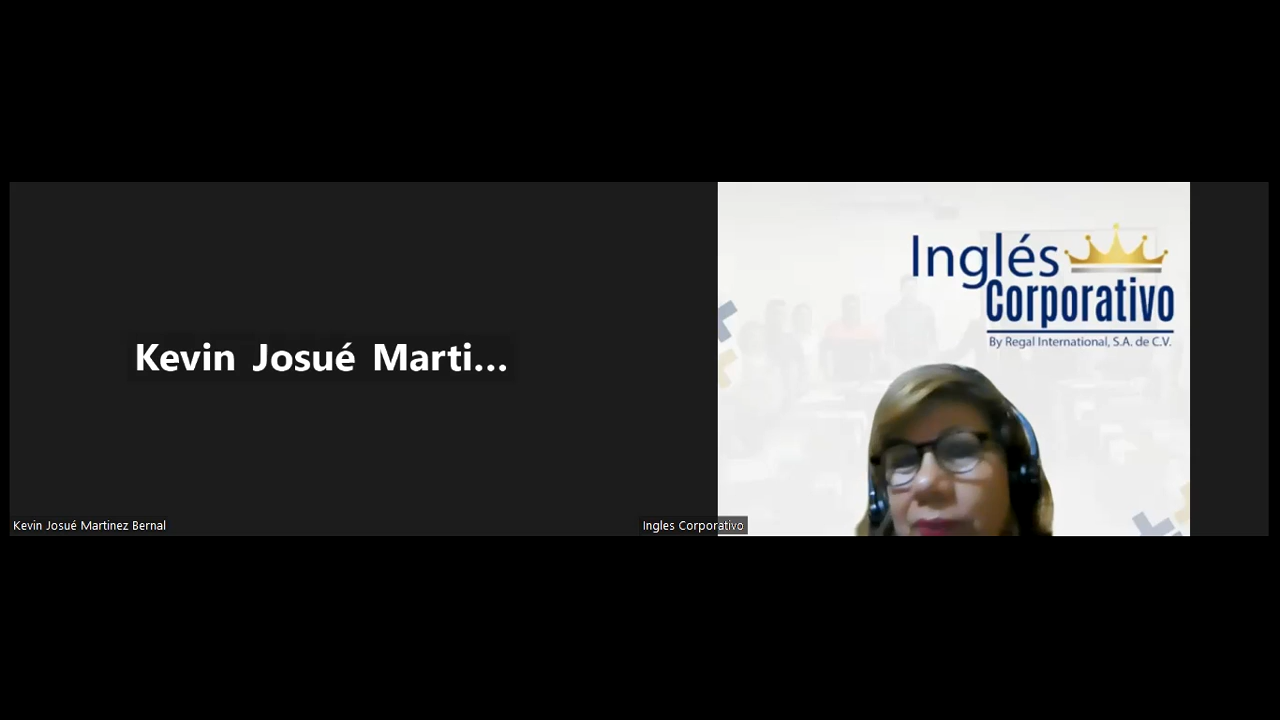 Kevin Josué Marti...
Kevin Josué Martinez Bernal
Inglés
Corporativo
By Regal International, S.A. de C.V.
Ingles Corporativo